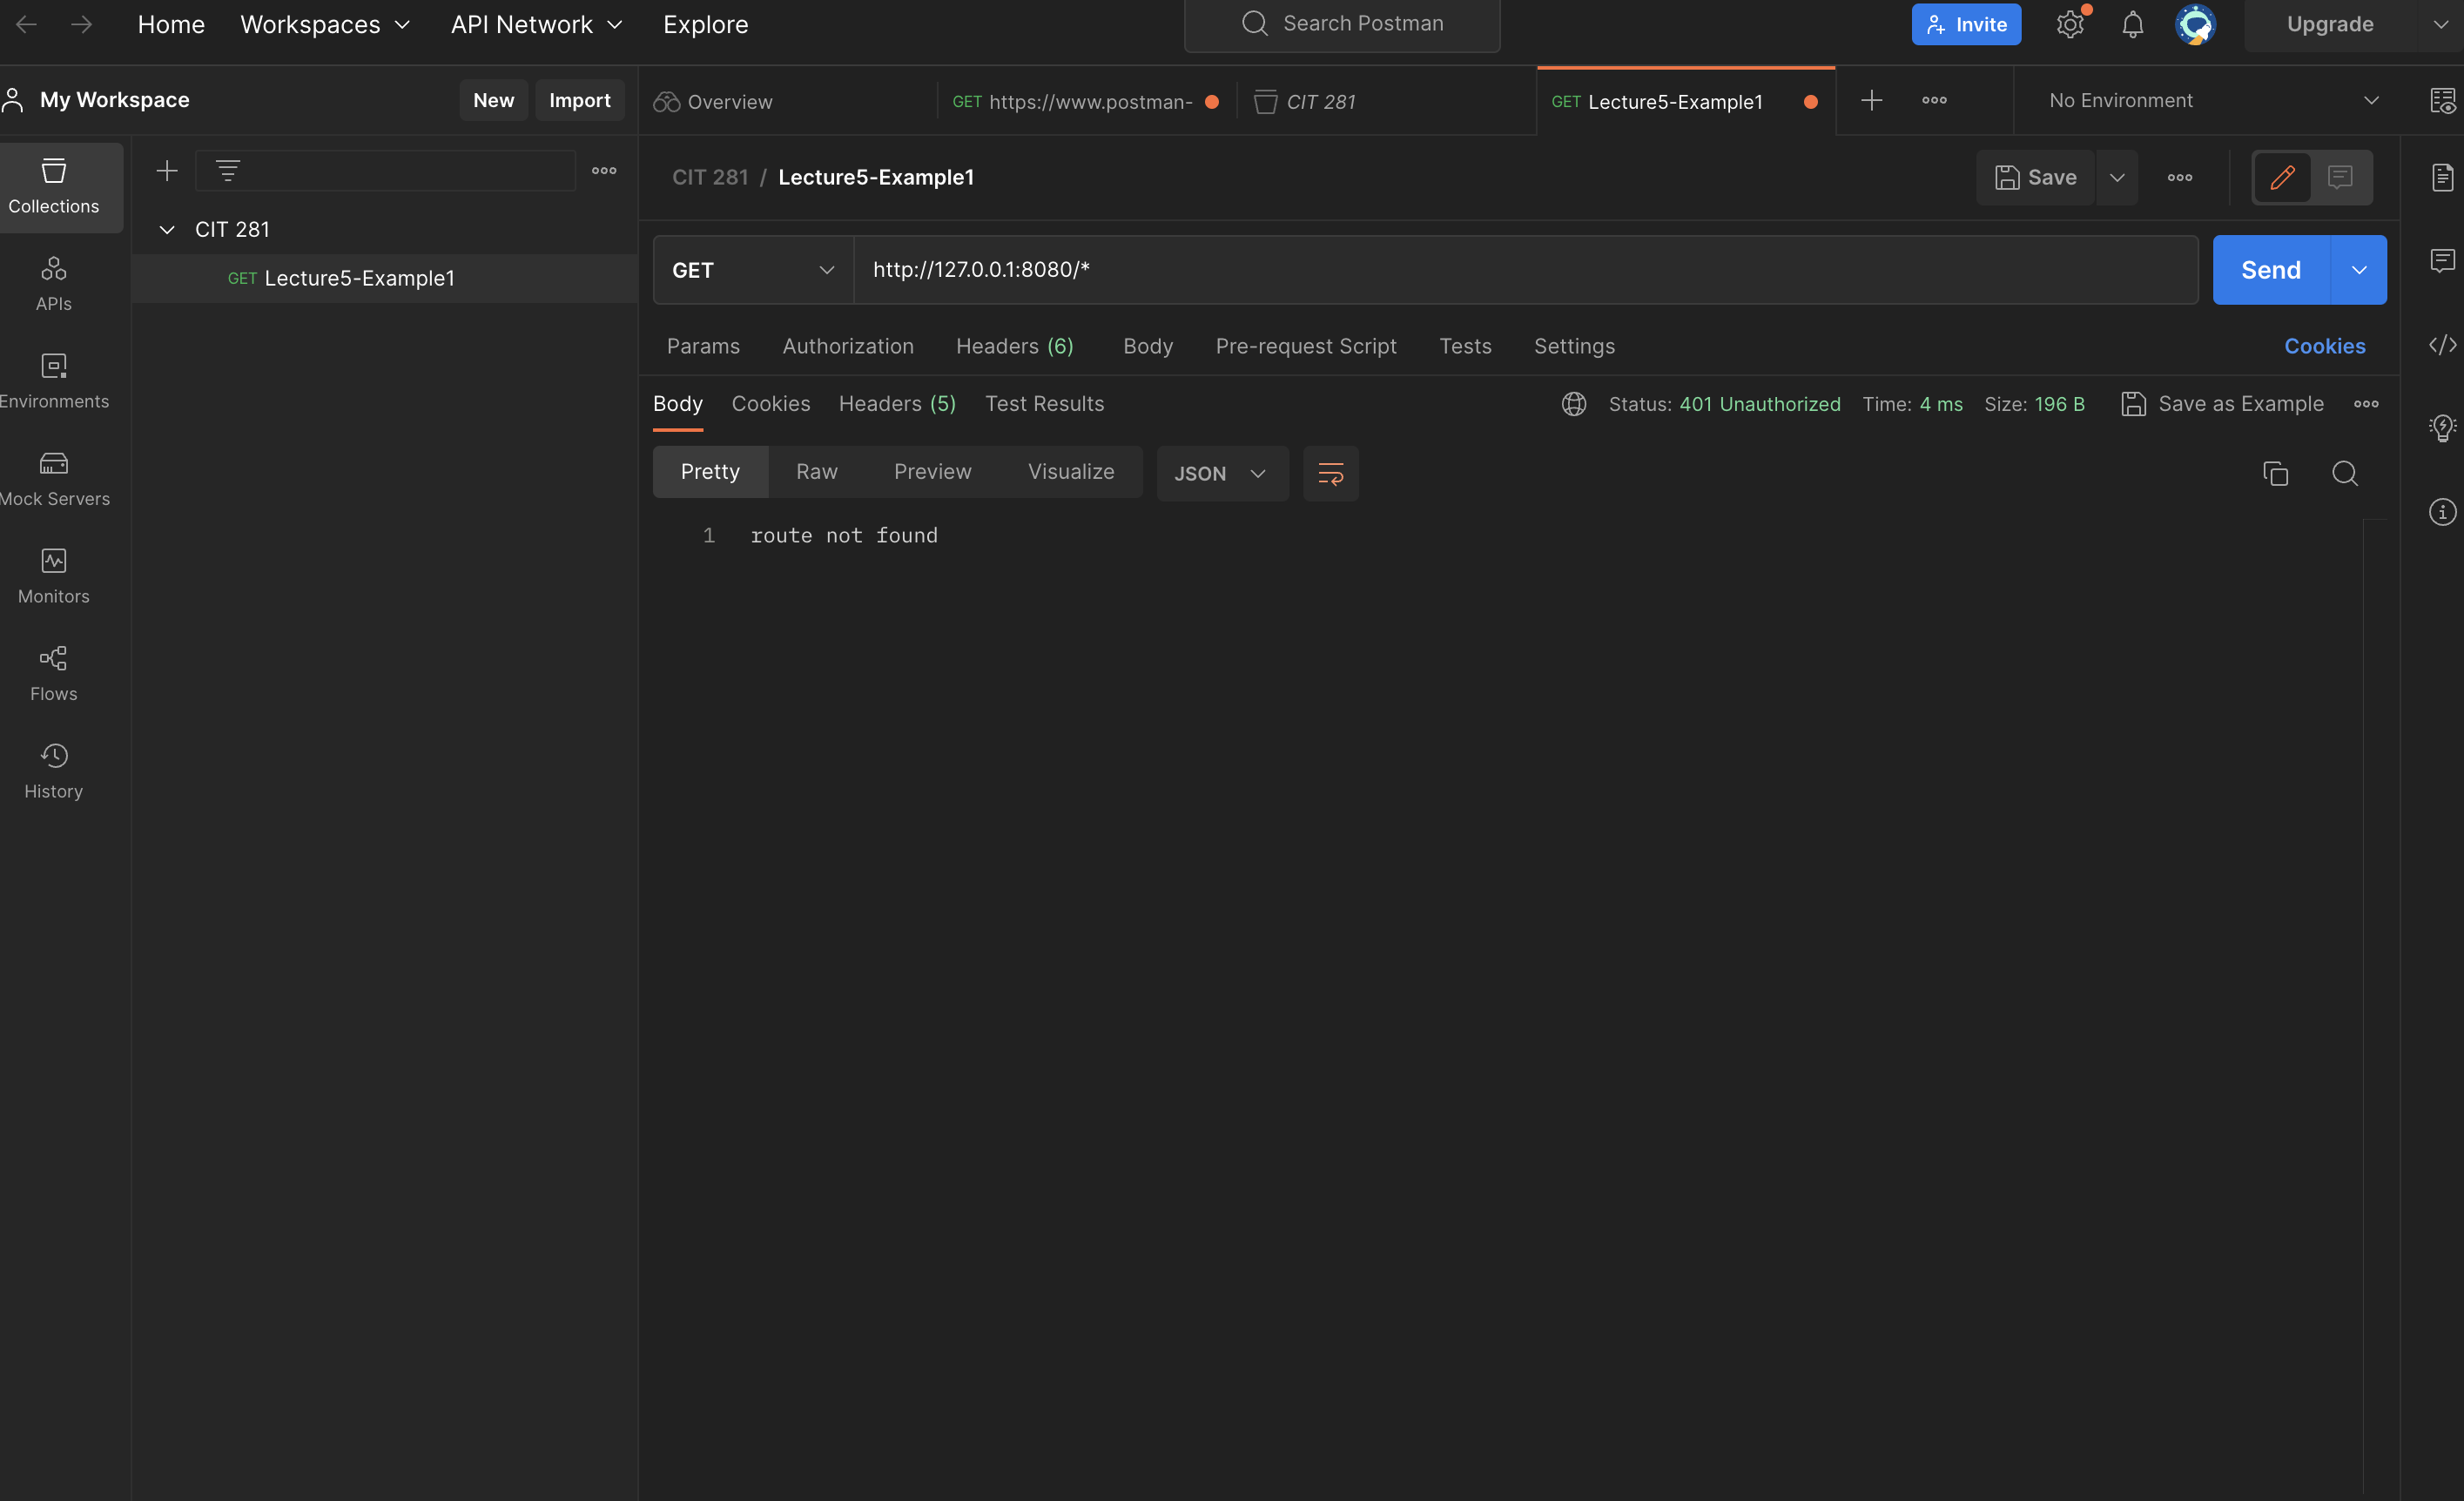 Home Workspaces API Network Explore Search Postman Invite Upgrade
My Workspace New Import Overview GET https://www.postman- CIT 281 GET Lecture5-Example1 No Environment
Collections
CIT 281
GET Lecture5-Example1
APIs
Environments
Mock Servers
Monitors
Flows
History
CIT 281 / Lecture5-Example1 Save
GET http://127.0.0.1:8080/* Send
Params Authorization Headers (6) Body Pre-request Script Tests Settings Cookies
Body Cookies Headers (5) Test Results Status: 401 Unauthorized Time: 4 ms Size: 196 B Save as Example
Pretty Raw Preview Visualize JSON
1 route not found